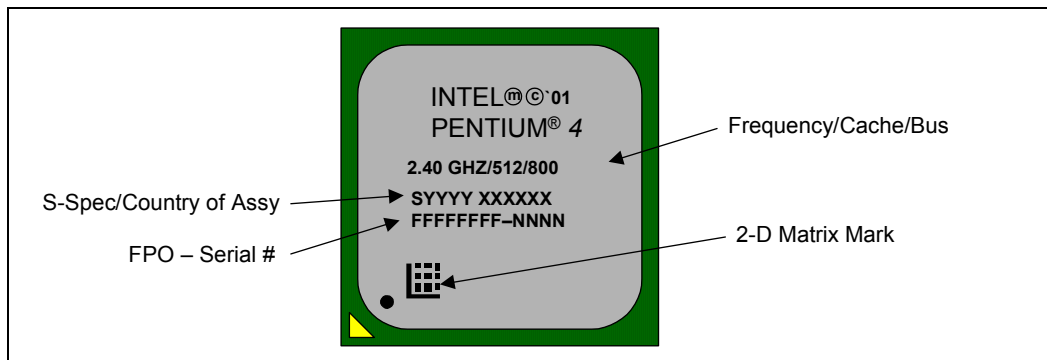 INTELⓜ©`01
PENTIUM® 4
Frequency/Cache/Bus
2.40 GHZ/512/800
S-Spec/Country of Assy
SYYYY XXXXXX
FFFFFFFF–NNNN
FPO – Serial #
2-D Matrix Mark